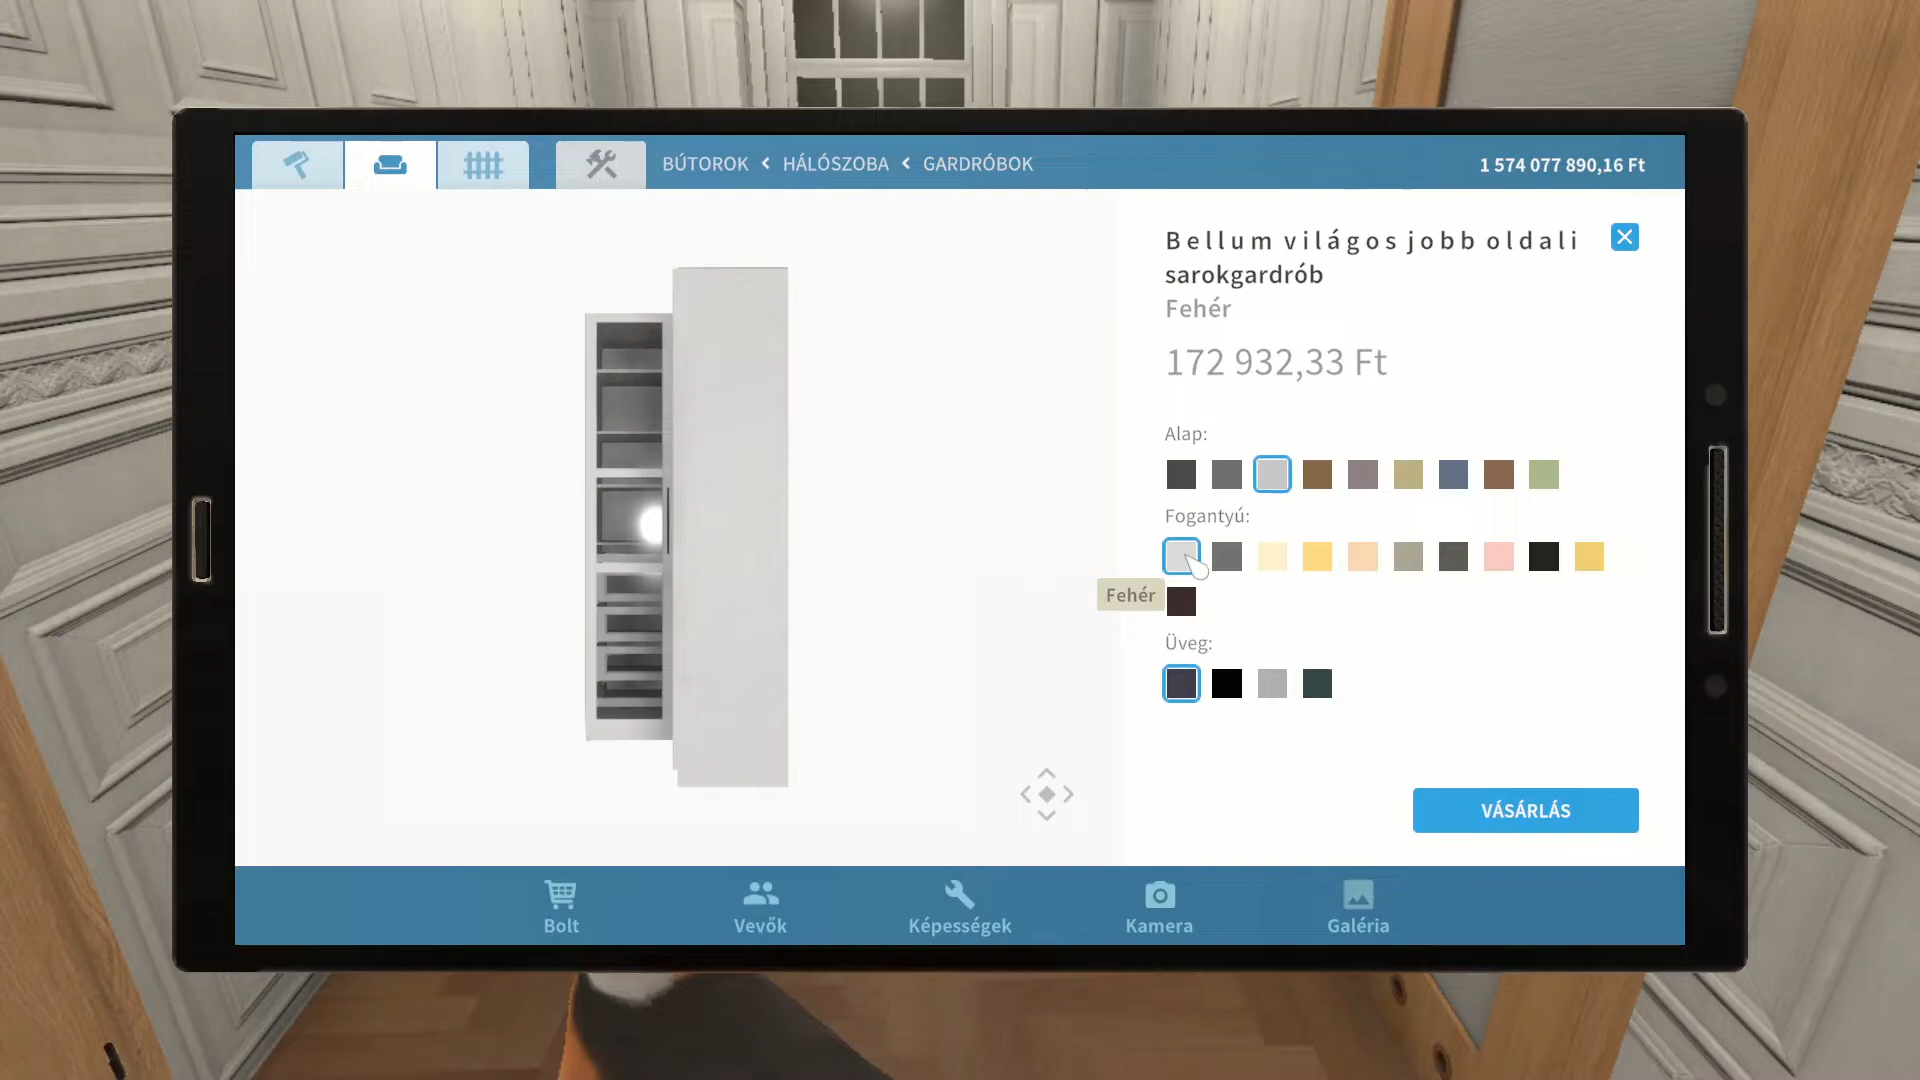 BÚTOROK < HÁLÓSZOBA < GARDRÓBOK
1 574 077 890,16 Ft
Bellum világos jobb oldali
sarokgardrób
Fehér
172 932,33 Ft
Alap:
Fogantyú:
Fehér
Üveg:
VÁSÁRLÁS
Bolt
Vevők
Képességek
Kamera
Galéria